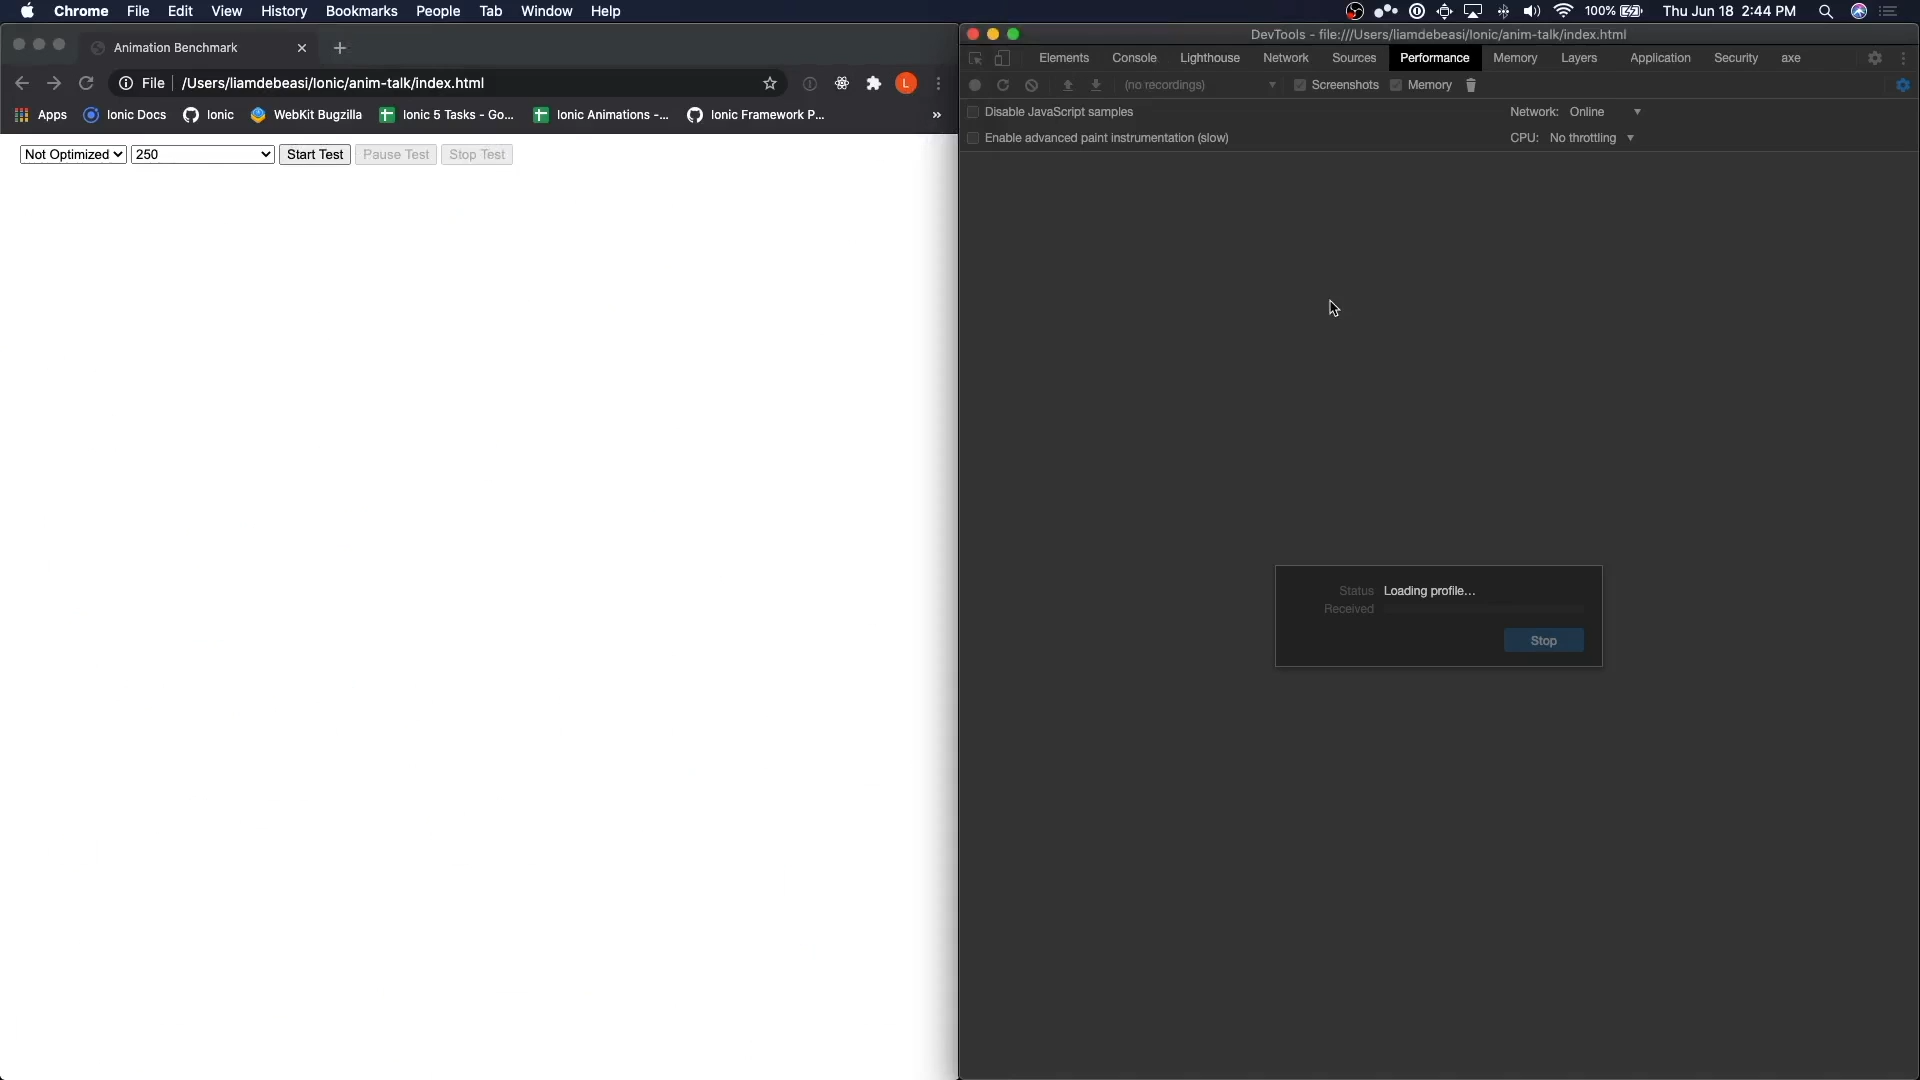 Chrome File Edit View History Bookmarks People Tab Window Help 100% Thu Jun 18 2:44 PM
Animation Benchmark
File /Users/liamdebeasi/Ionic/anim-talk/index.html L
Apps Ionic Docs Ionic WebKit Bugzilla Ionic 5 Tasks - Go... Ionic Animations -... Ionic Framework P... »
Not Optimized 250 Start Test Pause Test Stop Test
DevTools - file:///Users/liamdebeasi/Ionic/anim-talk/index.html
Elements Console Lighthouse Network Sources Performance Memory Layers Application Security axe
(no recordings) Screenshots Memory
Disable JavaScript samples Network: Online
Enable advanced paint instrumentation (slow) CPU: No throttling
Status Loading profile…
Received
Stop